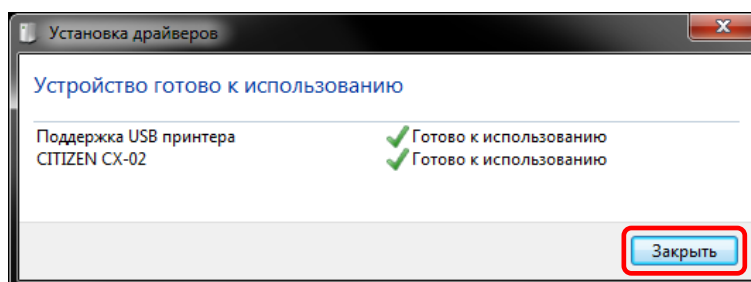 Установка драйверов
Устройство готово к использованию
Поддержка USB принтера Готово к использованию
CITIZEN CX-02 Готово к использованию
Закрыть